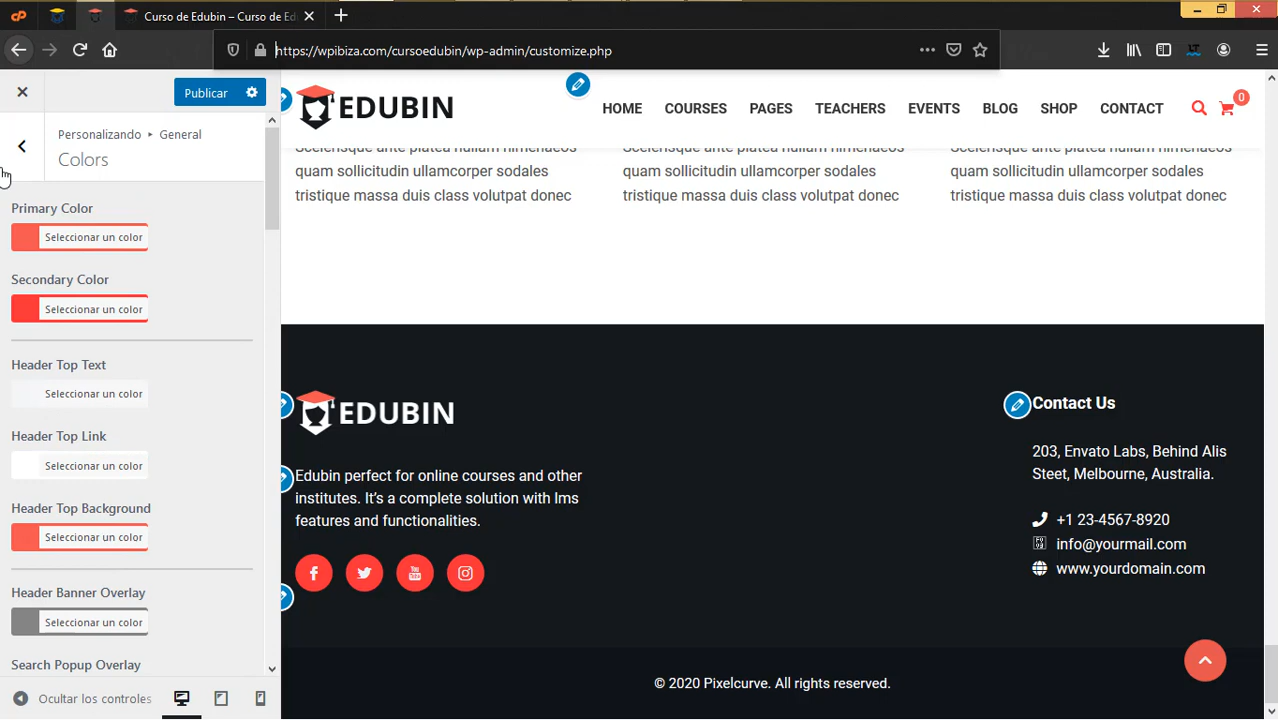 Curso de Edubin – Curso de Ed
https://wpibiza.com/cursoedubin/wp-admin/customize.php
Publicar
Personalizando ▸ General
Colors
Primary Color
Seleccionar un color
Secondary Color
Seleccionar un color
Header Top Text
Seleccionar un color
Header Top Link
Seleccionar un color
Header Top Background
Seleccionar un color
Header Banner Overlay
Seleccionar un color
Search Popup Overlay
Ocultar los controles
EDUBIN
HOME COURSES PAGES TEACHERS EVENTS BLOG SHOP CONTACT 0
Scelerisque ante platea nullam himenaeos
quam sollicitudin ullamcorper sodales
tristique massa duis class volutpat donec
Scelerisque ante platea nullam himenaeos
quam sollicitudin ullamcorper sodales
tristique massa duis class volutpat donec
Scelerisque ante platea nullam himenaeos
quam sollicitudin ullamcorper sodales
tristique massa duis class volutpat donec
EDUBIN
Edubin perfect for online courses and other
institutes. It’s a complete solution with lms
features and functionalities.
Contact Us
203, Envato Labs, Behind Alis
Steet, Melbourne, Australia.
+1 23-4567-8920
info@yourmail.com
www.yourdomain.com
© 2020 Pixelcurve. All rights reserved.